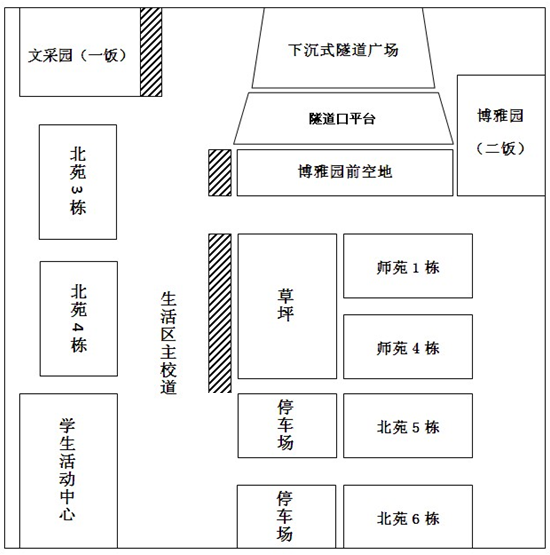 文采园（一饭）
下沉式隧道广场
隧道口平台
博雅园
（二饭）
博雅园前空地
北苑3栋
北苑4栋
生活区主校道
草坪
师苑1栋
师苑4栋
学生活动中心
停车场
北苑5栋
停车场
北苑6栋